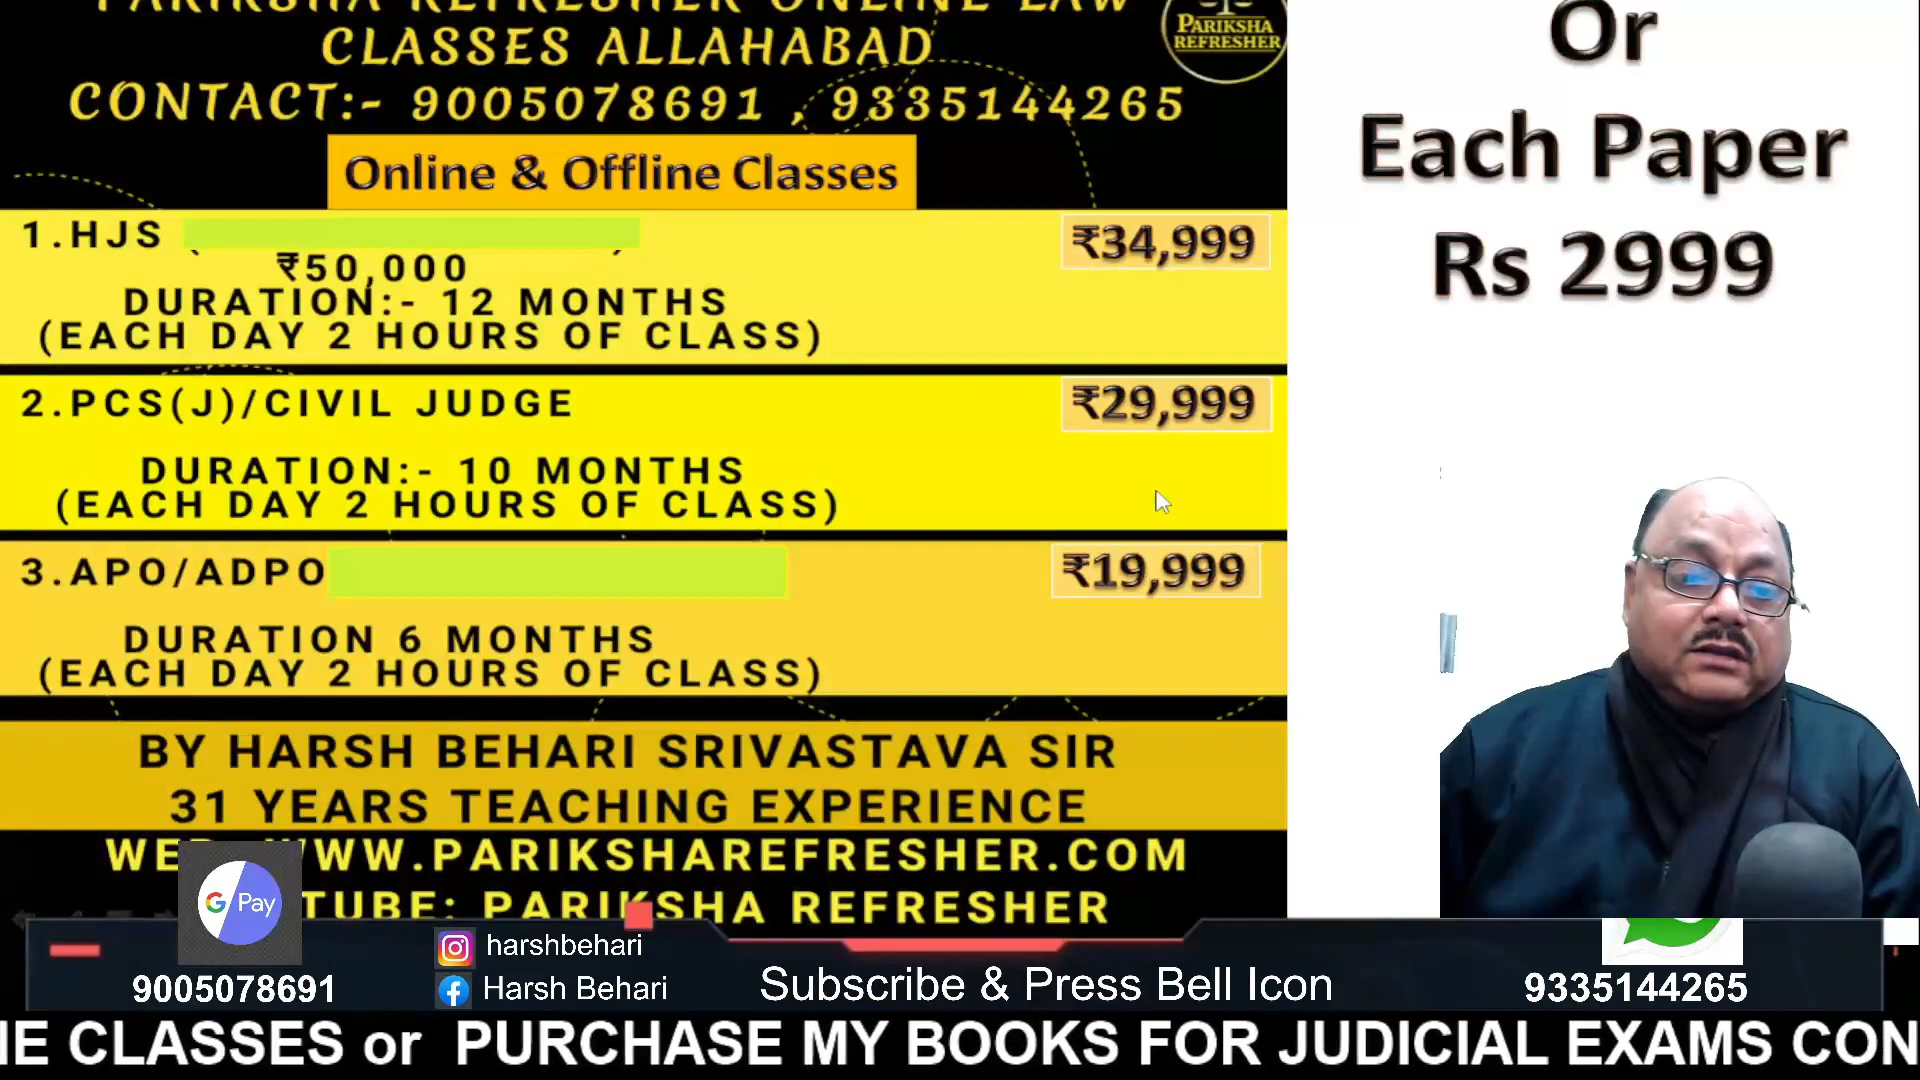 PARIKSHA REFRESHER ONLINE LAW
CLASSES ALLAHABAD
CONTACT:- 9005078691 , 9335144265
PARIKSHA
REFRESHER
Online & Offline Classes
1.HJS
₹34,999
₹50,000
DURATION:- 12 MONTHS
(EACH DAY 2 HOURS OF CLASS)
2.PCS(J)/CIVIL JUDGE
₹29,999
DURATION:- 10 MONTHS
(EACH DAY 2 HOURS OF CLASS)
3.APO/ADPO
₹19,999
DURATION 6 MONTHS
(EACH DAY 2 HOURS OF CLASS)
BY HARSH BEHARI SRIVASTAVA SIR
31 YEARS TEACHING EXPERIENCE
WWW.PARIKSHAREFRESHER.COM
TUBE: PARIKSHA REFRESHER
Or
Each Paper
Rs 2999
G Pay
9005078691
harshbehari
Harsh Behari
Subscribe & Press Bell Icon
9335144265
CLASSES or PURCHASE MY BOOKS FOR JUDICIAL EXAMS CON